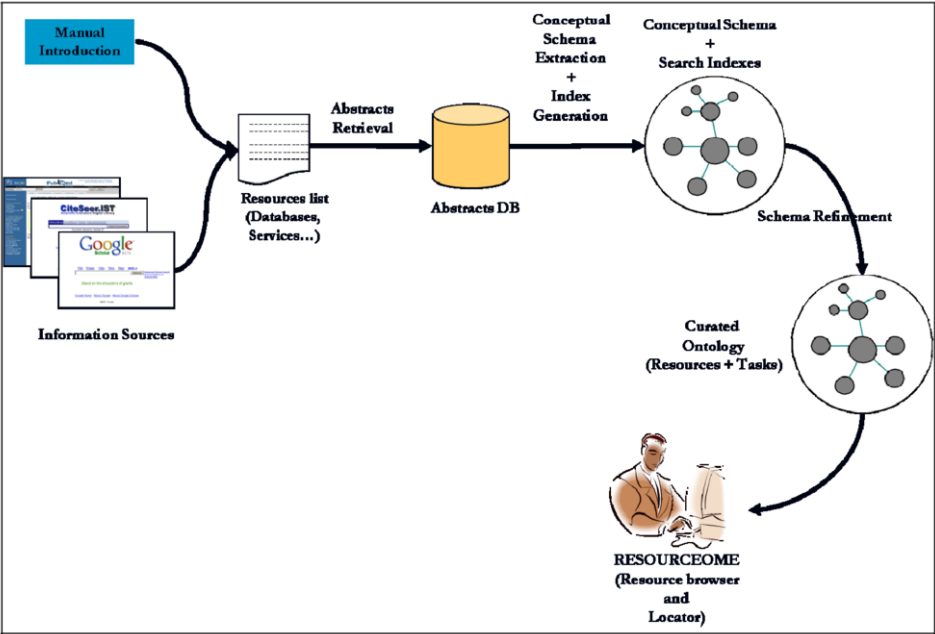 Manual
Introduction
Conceptual
Schema
Extraction
+
Index
Generation
Conceptual Schema
+
Search Indexes
Abstracts
Retrieval
Resources list
(Databases,
Services...)
Abstracts DB
PubMed
CiteSeer.IST
Google
Information Sources
Schema Refinement
Curated
Ontology
(Resources + Tasks)
RESOURCEOME
(Resource browser
and
Locator)